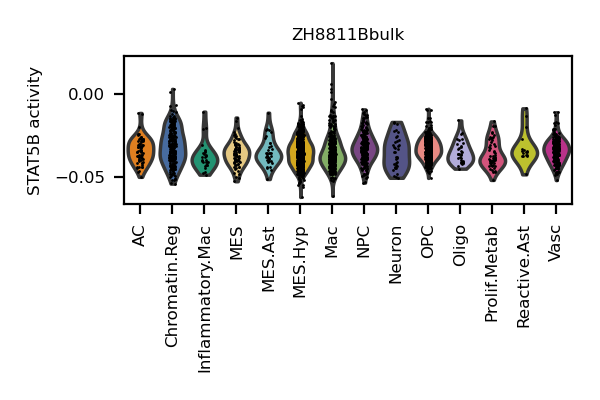 ZH8811Bbulk
STAT5B activity
0.00
−0.05
AC
Chromatin.Reg
Inflammatory.Mac
MES
MES.Ast
MES.Hyp
Mac
NPC
Neuron
OPC
Oligo
Prolif.Metab
Reactive.Ast
Vasc